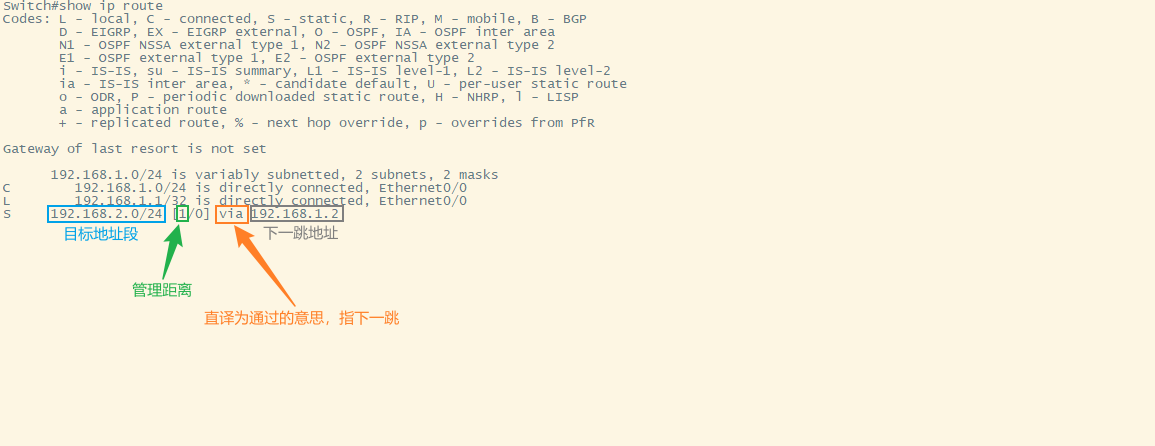 Switch#show ip route
Codes: L - local, C - connected, S - static, R - RIP, M - mobile, B - BGP
D - EIGRP, EX - EIGRP external, O - OSPF, IA - OSPF inter area
N1 - OSPF NSSA external type 1, N2 - OSPF NSSA external type 2
E1 - OSPF external type 1, E2 - OSPF external type 2
i - IS-IS, su - IS-IS summary, L1 - IS-IS level-1, L2 - IS-IS level-2
ia - IS-IS inter area, * - candidate default, U - per-user static route
o - ODR, P - periodic downloaded static route, H - NHRP, l - LISP
a - application route
+ - replicated route, % - next hop override, p - overrides from PfR
Gateway of last resort is not set
192.168.1.0/24 is variably subnetted, 2 subnets, 2 masks
C 192.168.1.0/24 is directly connected, Ethernet0/0
L 192.168.1.1/32 is directly connected, Ethernet0/0
S 192.168.2.0/24 [1/0] via 192.168.1.2
目标地址段 下一跳地址
管理距离
直译为通过的意思，指下一跳